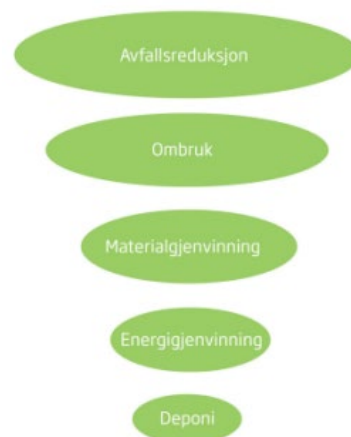 Avfallsreduksjon
Ombruk
Materialgjenvinning
Energigjenvinning
Deponi